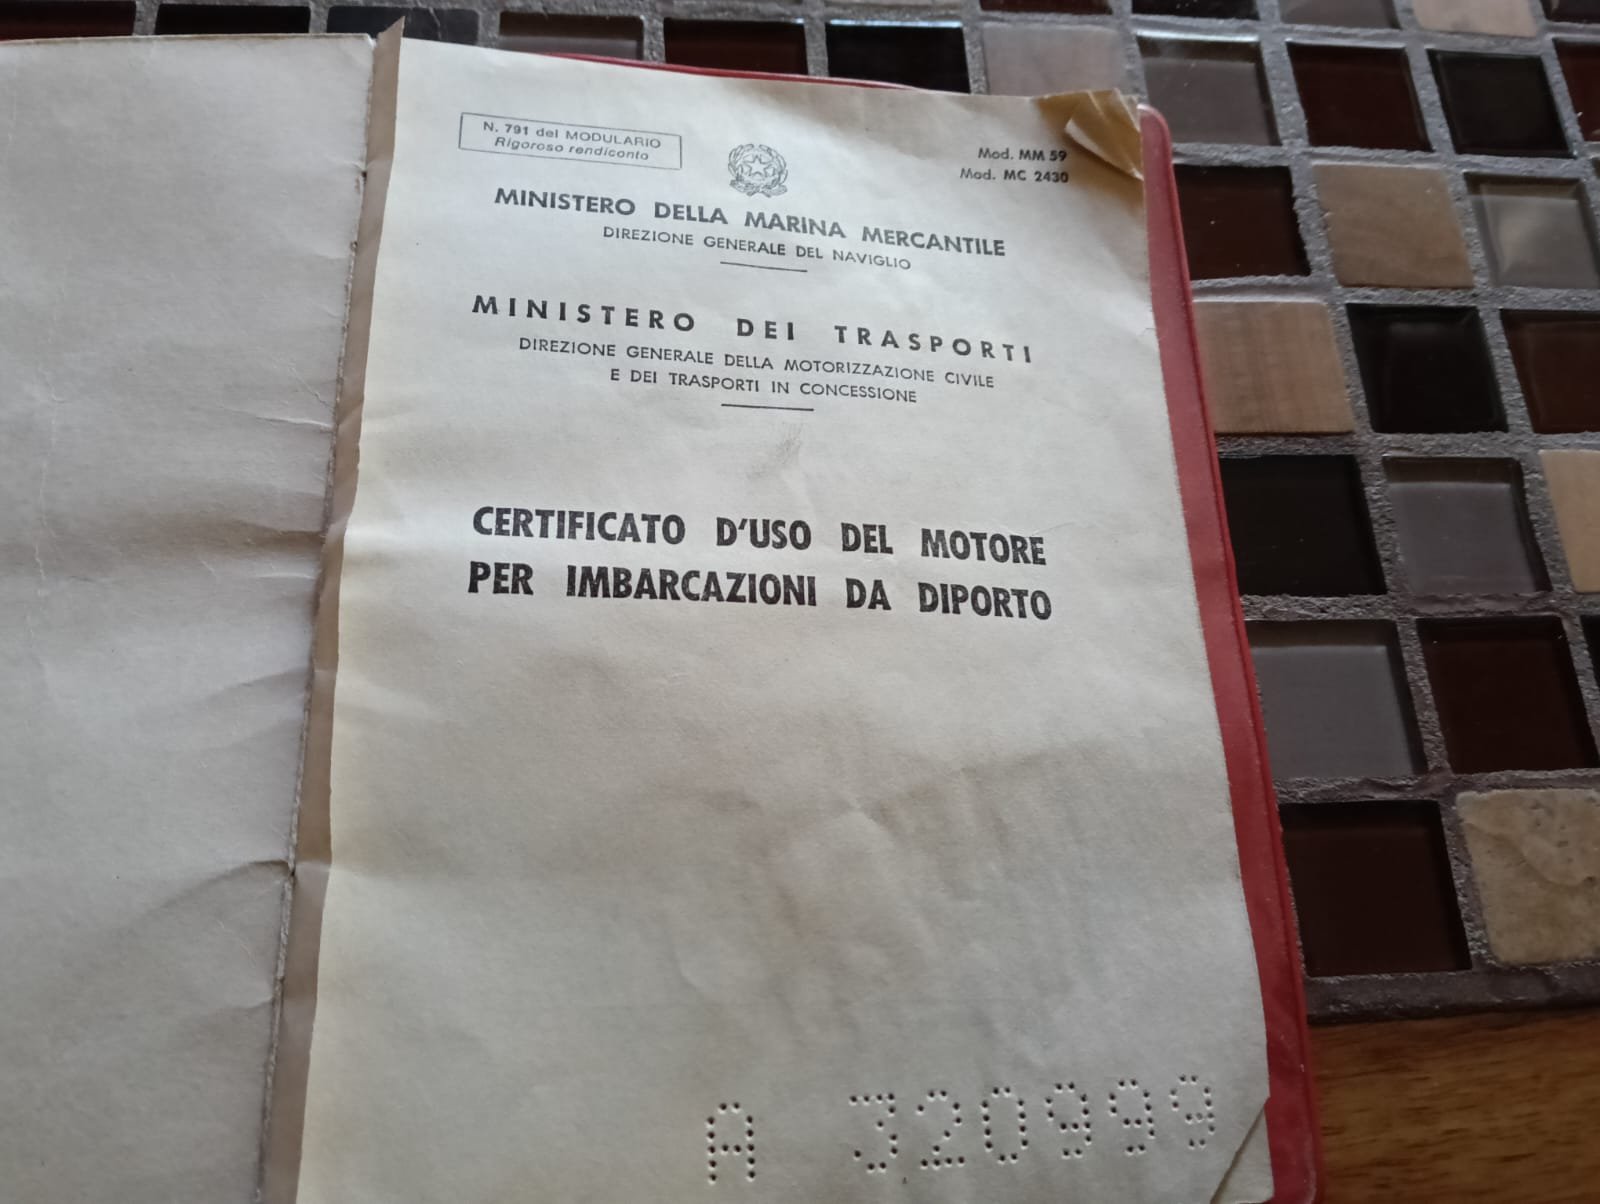 N. 791 del MODULARIO
Rigoroso rendiconto
Mod. MM 59
Mod. MC 2430
MINISTERO DELLA MARINA MERCANTILE
DIREZIONE GENERALE DEL NAVIGLIO
MINISTERO DEI TRASPORTI
DIREZIONE GENERALE DELLA MOTORIZZAZIONE CIVILE
E DEI TRASPORTI IN CONCESSIONE
CERTIFICATO D'USO DEL MOTORE
PER IMBARCAZIONI DA DIPORTO
A 320999